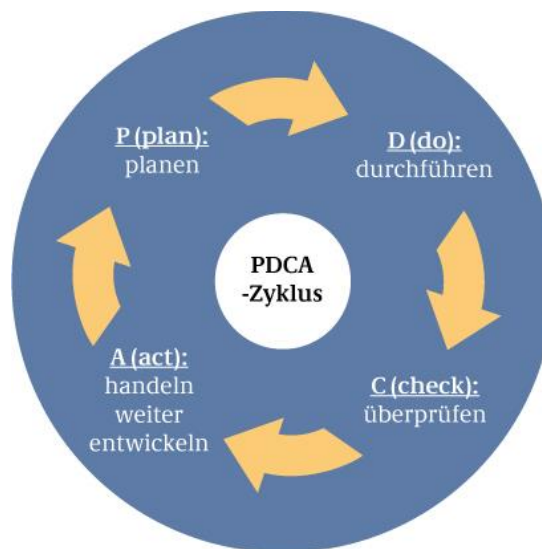 P (plan):
planen
D (do):
durchführen
PDCA
-Zyklus
C (check):
überprüfen
A (act):
handeln
weiter
entwickeln